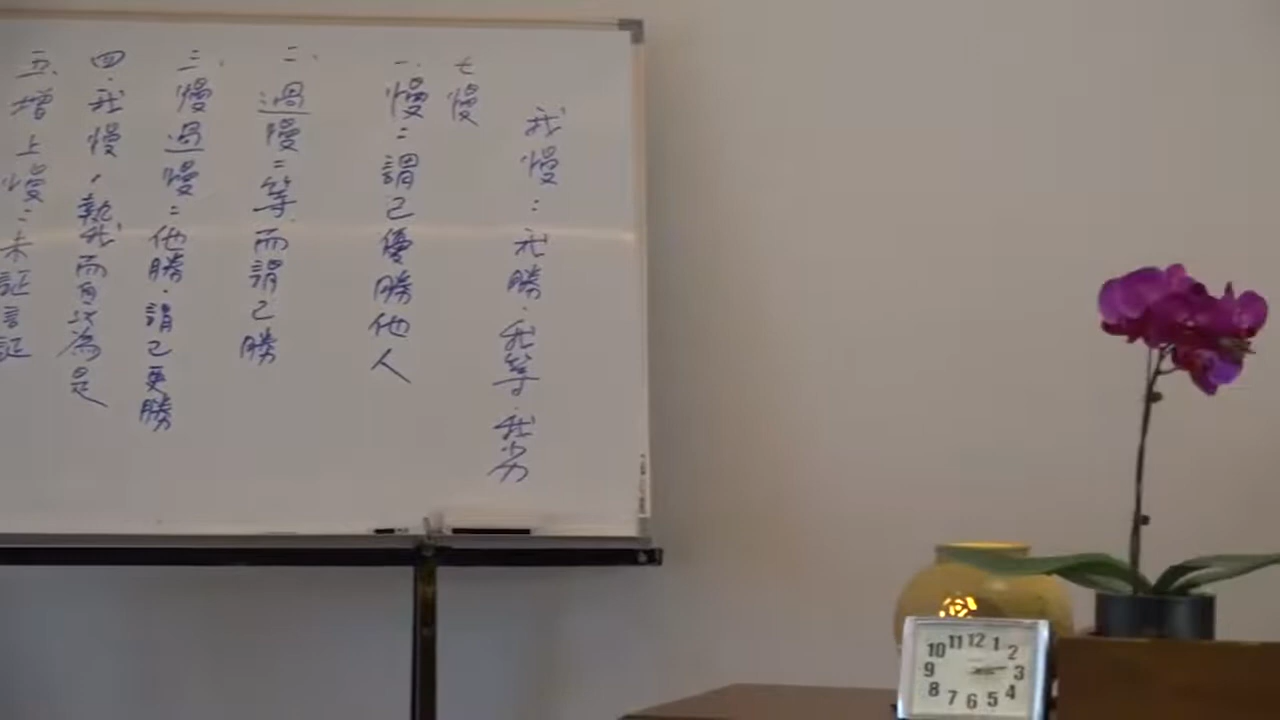 我慢：我勝．我等．我劣
七慢
一．慢：謂己優勝他人
二．過慢：等而謂己勝
三．慢過慢：他勝．謂己更勝
四．我慢，執我而自以為是
五、增上慢：未証言証
10 11 12 1 2
9 3
8 7 6 5 4